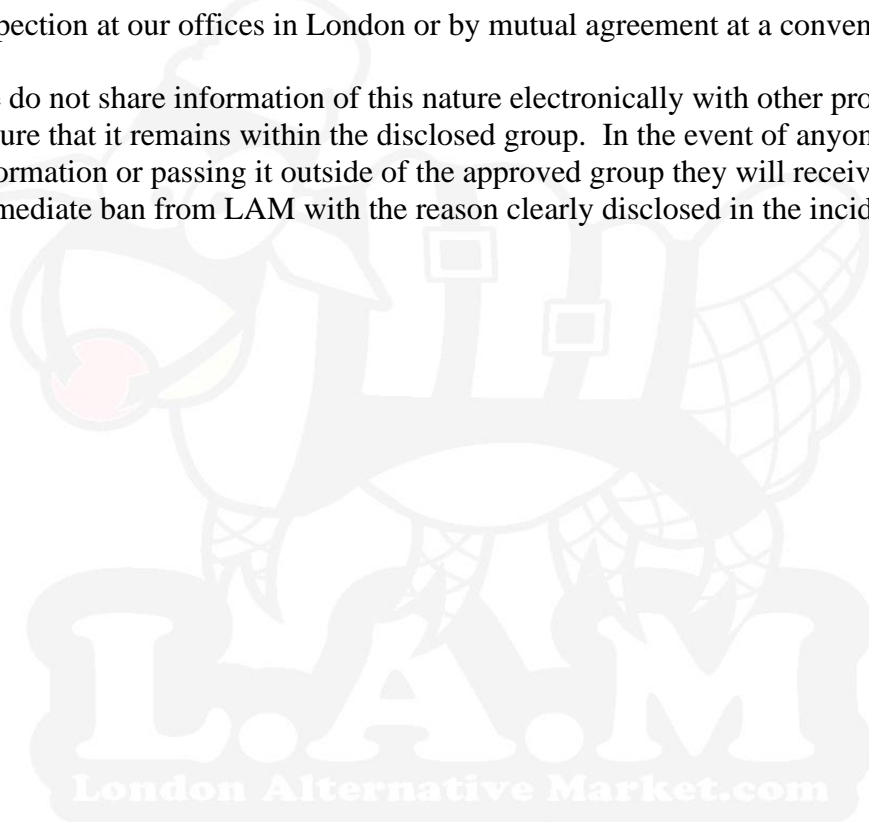 pection at our offices in London or by mutual agreement at a conven
do not share information of this nature electronically with other pro
ure that it remains within the disclosed group. In the event of anyon
ormation or passing it outside of the approved group they will receiv
mediate ban from LAM with the reason clearly disclosed in the incid
L.A.M
London Alternative Market.com